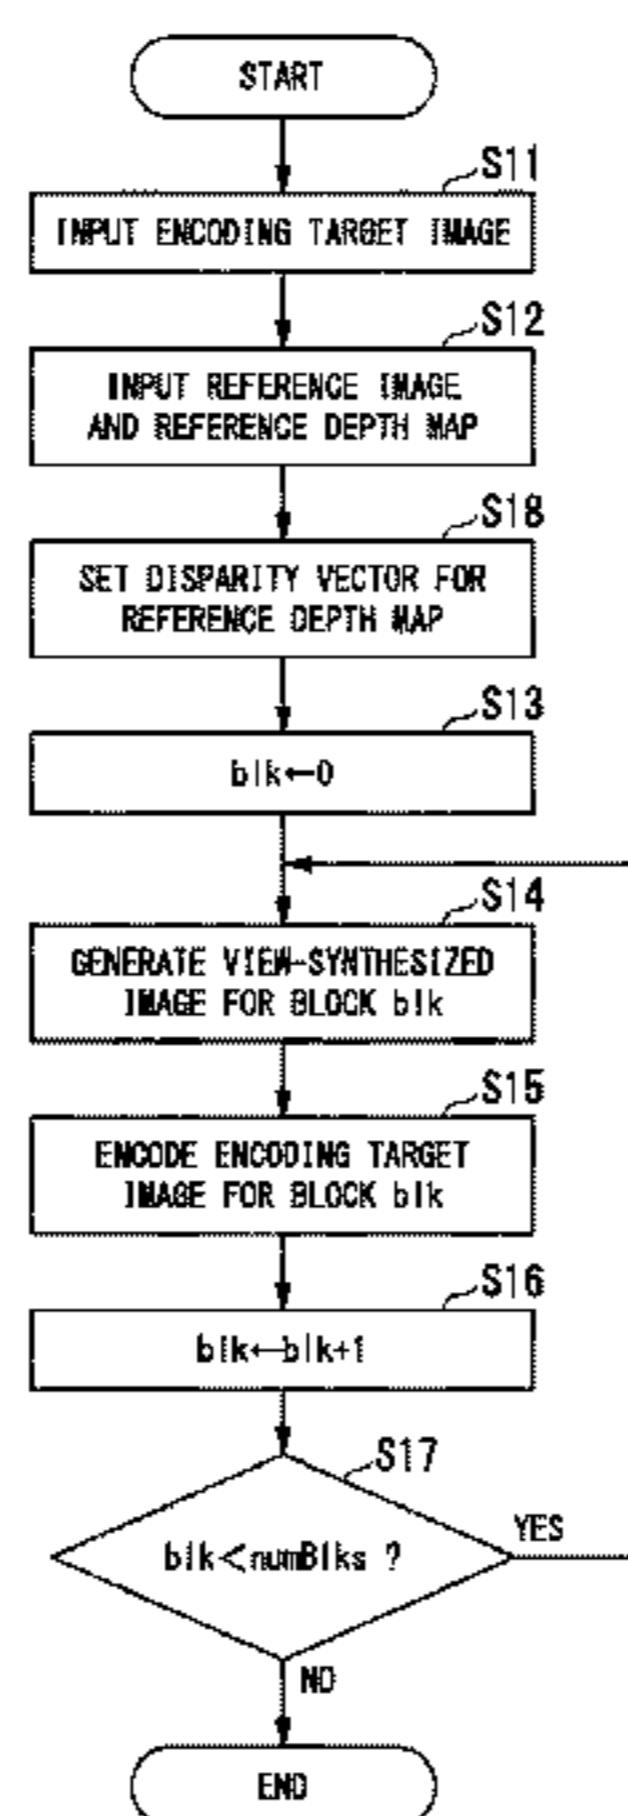 START
S11
INPUT ENCODING TARGET IMAGE
S12
INPUT REFERENCE IMAGE
AND REFERENCE DEPTH MAP
S18
SET DISPARITY VECTOR FOR
REFERENCE DEPTH MAP
S13
blk←0
S14
GENERATE VIEW-SYNTHESIZED
IMAGE FOR BLOCK blk
S15
ENCODE ENCODING TARGET
IMAGE FOR BLOCK blk
S16
blk←blk+1
S17
blk<numBlks ?
YES
NO
END